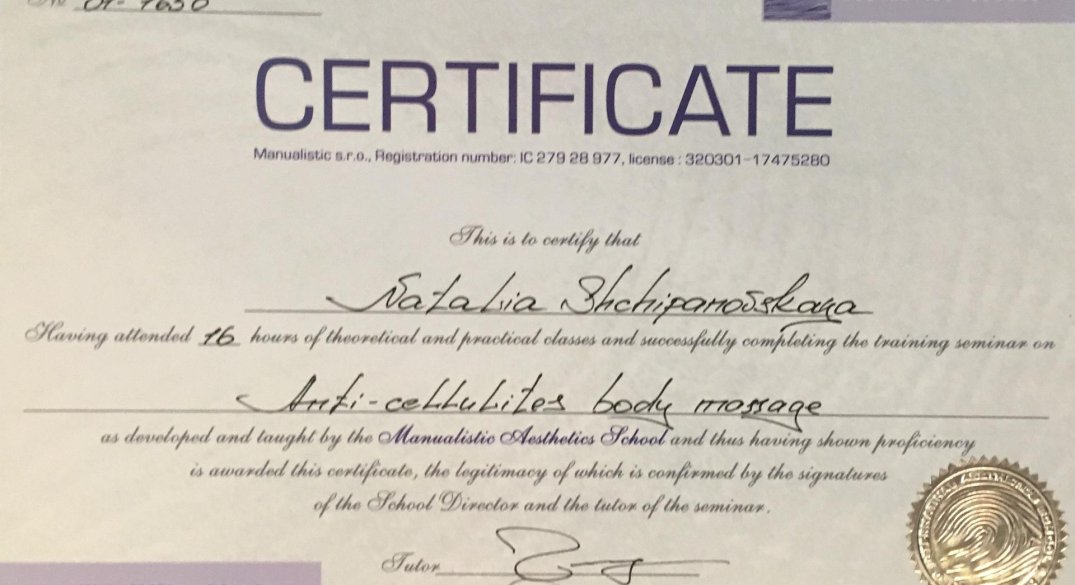 № 01-1630
CERTIFICATE
Manualistic s.r.o., Registration number: IC 279 28 977, license : 320301-17475280
This is to certify that
Natalia Shchipanovskaya
Having attended 16 hours of theoretical and practical classes and successfully completing the training seminar on
Anti-cellulites body massage
as developed and taught by the Manualistic Aesthetics School and thus having shown proficiency
is awarded this certificate, the legitimacy of which is confirmed by the signatures
of the School Director and the tutor of the seminar.
Tutor